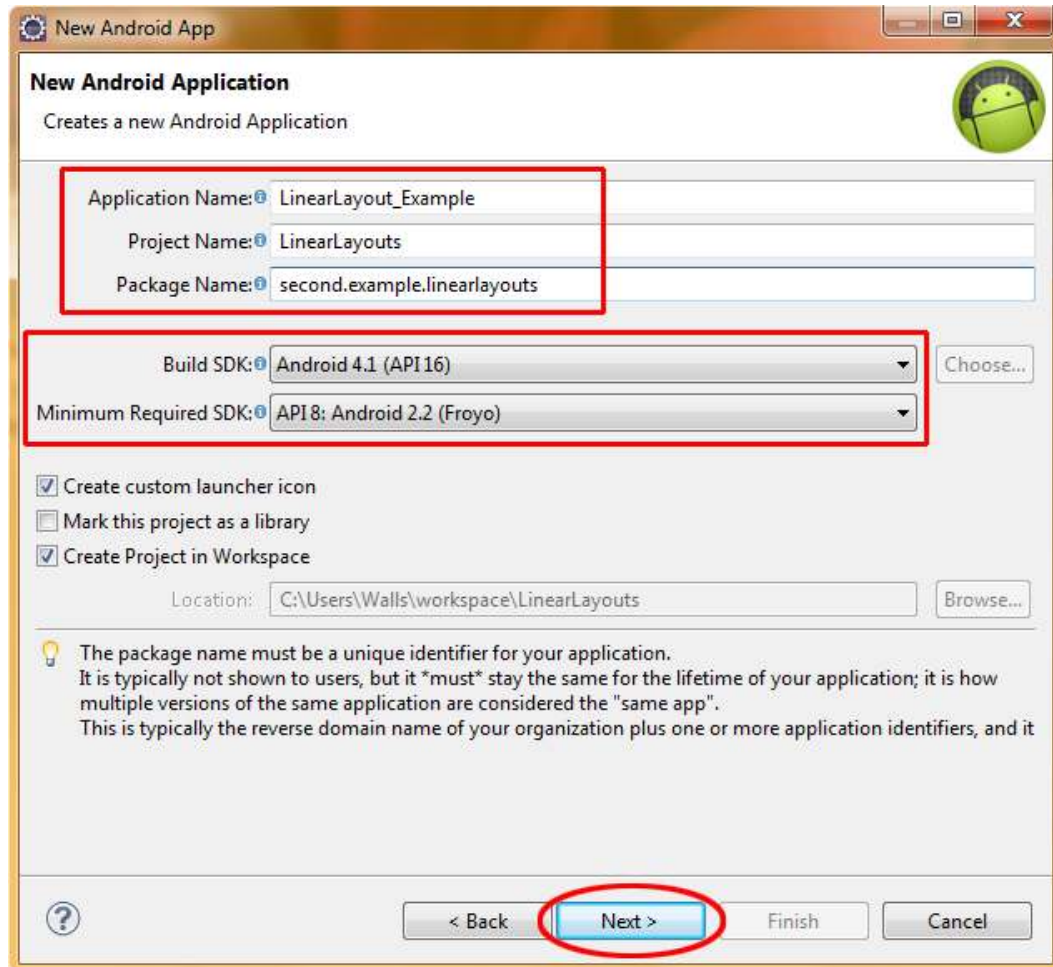 New Android App
New Android Application
Creates a new Android Application
Application Name: LinearLayout_Example
Project Name: LinearLayouts
Package Name: second.example.linearlayouts
Build SDK: Android 4.1 (API 16) Choose...
Minimum Required SDK: API 8: Android 2.2 (Froyo)
Create custom launcher icon
Mark this project as a library
Create Project in Workspace
Location: C:\Users\Walls\workspace\LinearLayouts Browse...
The package name must be a unique identifier for your application.
It is typically not shown to users, but it *must* stay the same for the lifetime of your application; it is how
multiple versions of the same application are considered the "same app".
This is typically the reverse domain name of your organization plus one or more application identifiers, and it
? < Back Next > Finish Cancel